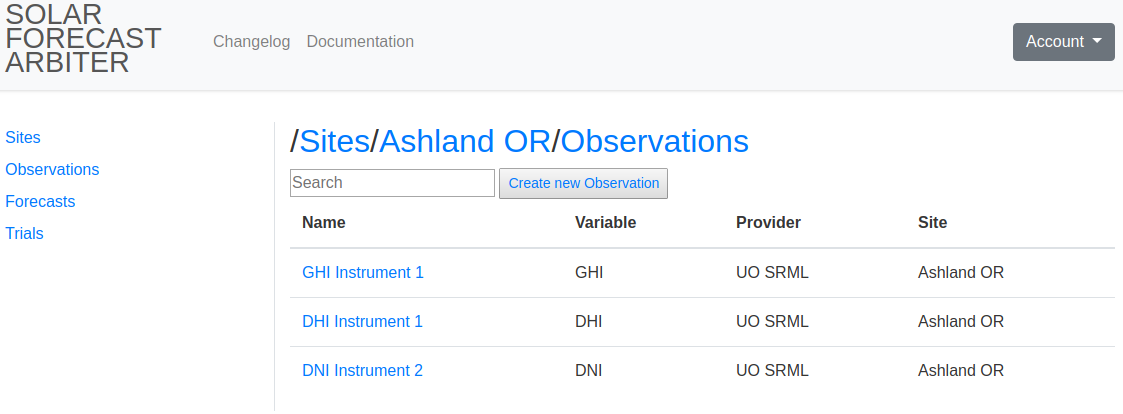 SOLAR
FORECAST
ARBITER
Changelog Documentation
Account
Sites
Observations
Forecasts
Trials
/Sites/Ashland OR/Observations
Search Create new Observation
Name Variable Provider Site
GHI Instrument 1 GHI UO SRML Ashland OR
DHI Instrument 1 DHI UO SRML Ashland OR
DNI Instrument 2 DNI UO SRML Ashland OR